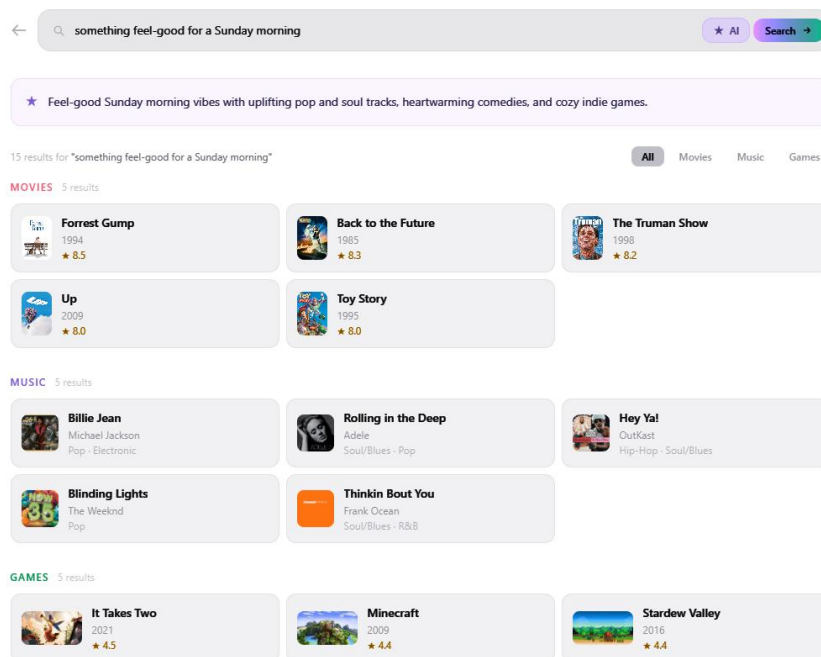 something feel-good for a Sunday morning
★ AI
Search →
★ Feel-good Sunday morning vibes with uplifting pop and soul tracks, heartwarming comedies, and cozy indie games.
15 results for "something feel-good for a Sunday morning"
All Movies Music Games
MOVIES 5 results
Forrest Gump
1994
★ 8.5
Back to the Future
1985
★ 8.3
The Truman Show
1998
★ 8.2
Up
2009
★ 8.0
Toy Story
1995
★ 8.0
MUSIC 5 results
Billie Jean
Michael Jackson
Pop · Electronic
Rolling in the Deep
Adele
Soul/Blues · Pop
Hey Ya!
OutKast
Hip-Hop · Soul/Blues
Blinding Lights
The Weeknd
Pop
Thinkin Bout You
Frank Ocean
Soul/Blues · R&B
GAMES 5 results
It Takes Two
2021
★ 4.5
Minecraft
2009
★ 4.4
Stardew Valley
2016
★ 4.4